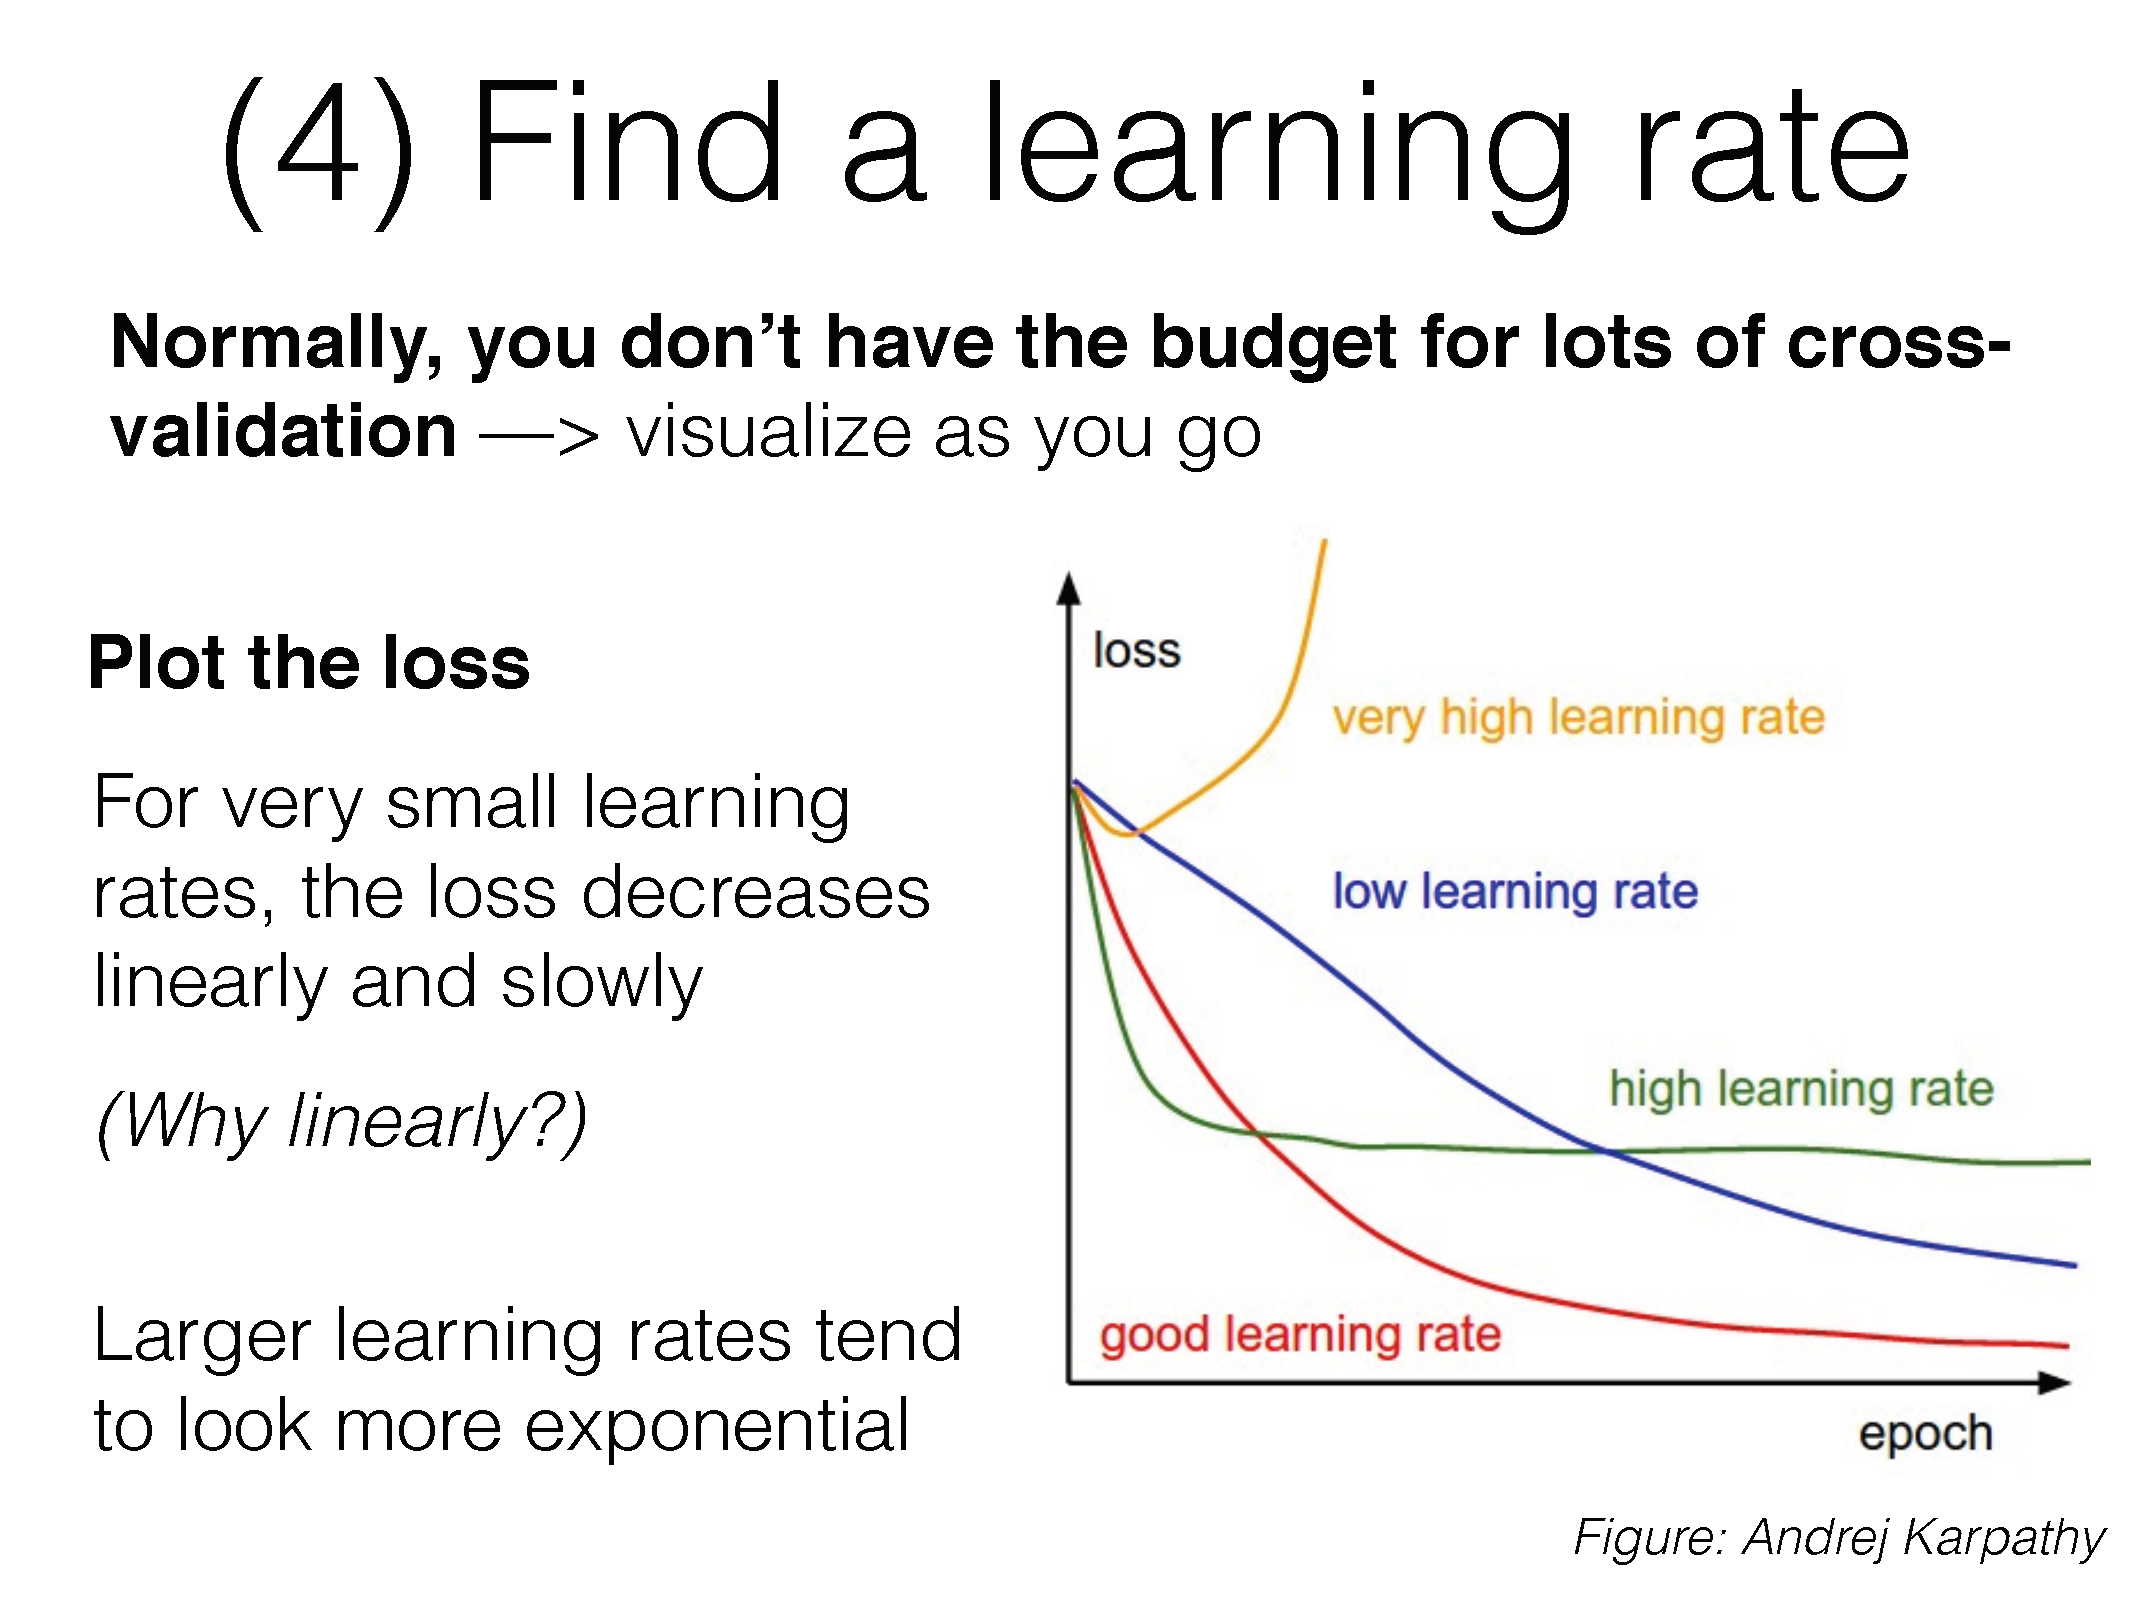 (4) Find a learning rate
Normally, you don’t have the budget for lots of cross-
validation —> visualize as you go
Plot the loss
For very small learning
rates, the loss decreases
linearly and slowly
(Why linearly?)
Larger learning rates tend
to look more exponential
loss
very high learning rate
low learning rate
high learning rate
good learning rate
epoch
Figure: Andrej Karpathy